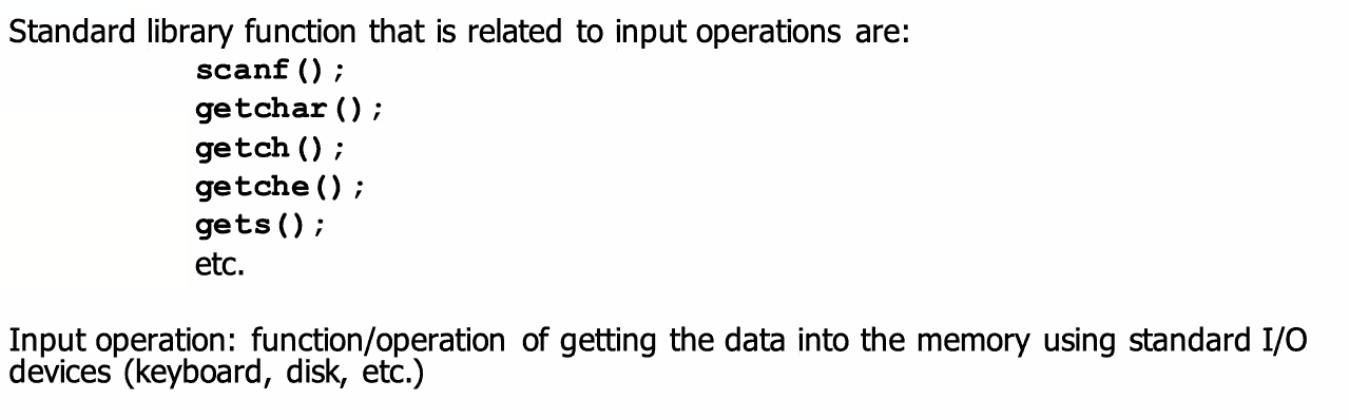 Standard library function that is related to input operations are:
scanf();
getchar();
getch();
getche();
gets();
etc.
Input operation: function/operation of getting the data into the memory using standard I/O
devices (keyboard, disk, etc.)